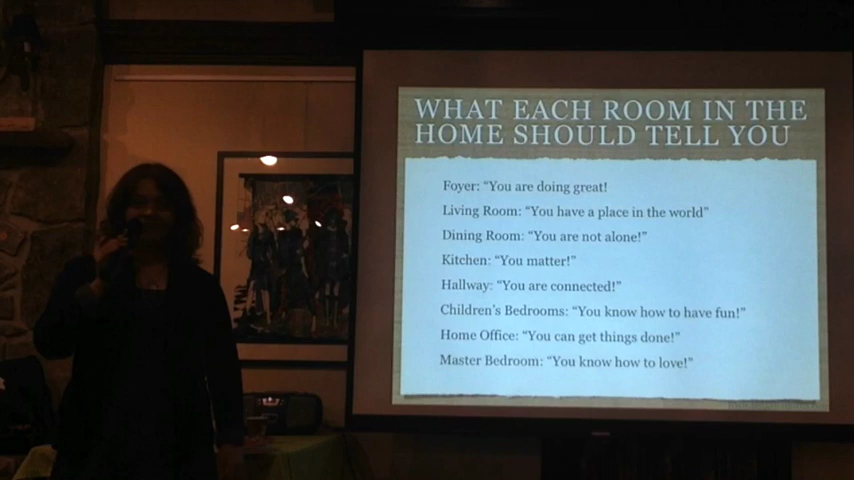 WHAT EACH ROOM IN THE
HOME SHOULD TELL YOU
Foyer: “You are doing great!
Living Room: “You have a place in the world”
Dining Room: “You are not alone!”
Kitchen: “You matter!”
Hallway: “You are connected!”
Children's Bedrooms: “You know how to have fun!”
Home Office: “You can get things done!”
Master Bedroom: “You know how to love!”